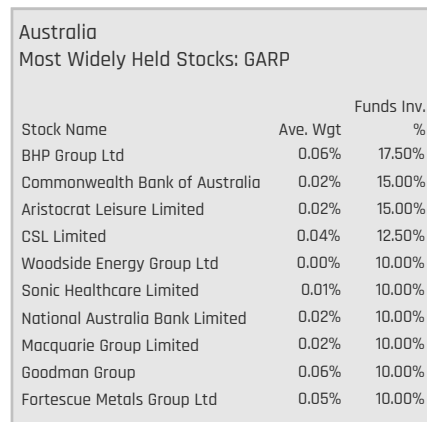 Australia
Most Widely Held Stocks: GARP
Funds Inv.
Stock Name Ave. Wgt %
BHP Group Ltd 0.06% 17.50%
Commonwealth Bank of Australia 0.02% 15.00%
Aristocrat Leisure Limited 0.02% 15.00%
CSL Limited 0.04% 12.50%
Woodside Energy Group Ltd 0.00% 10.00%
Sonic Healthcare Limited 0.01% 10.00%
National Australia Bank Limited 0.02% 10.00%
Macquarie Group Limited 0.02% 10.00%
Goodman Group 0.06% 10.00%
Fortescue Metals Group Ltd 0.05% 10.00%